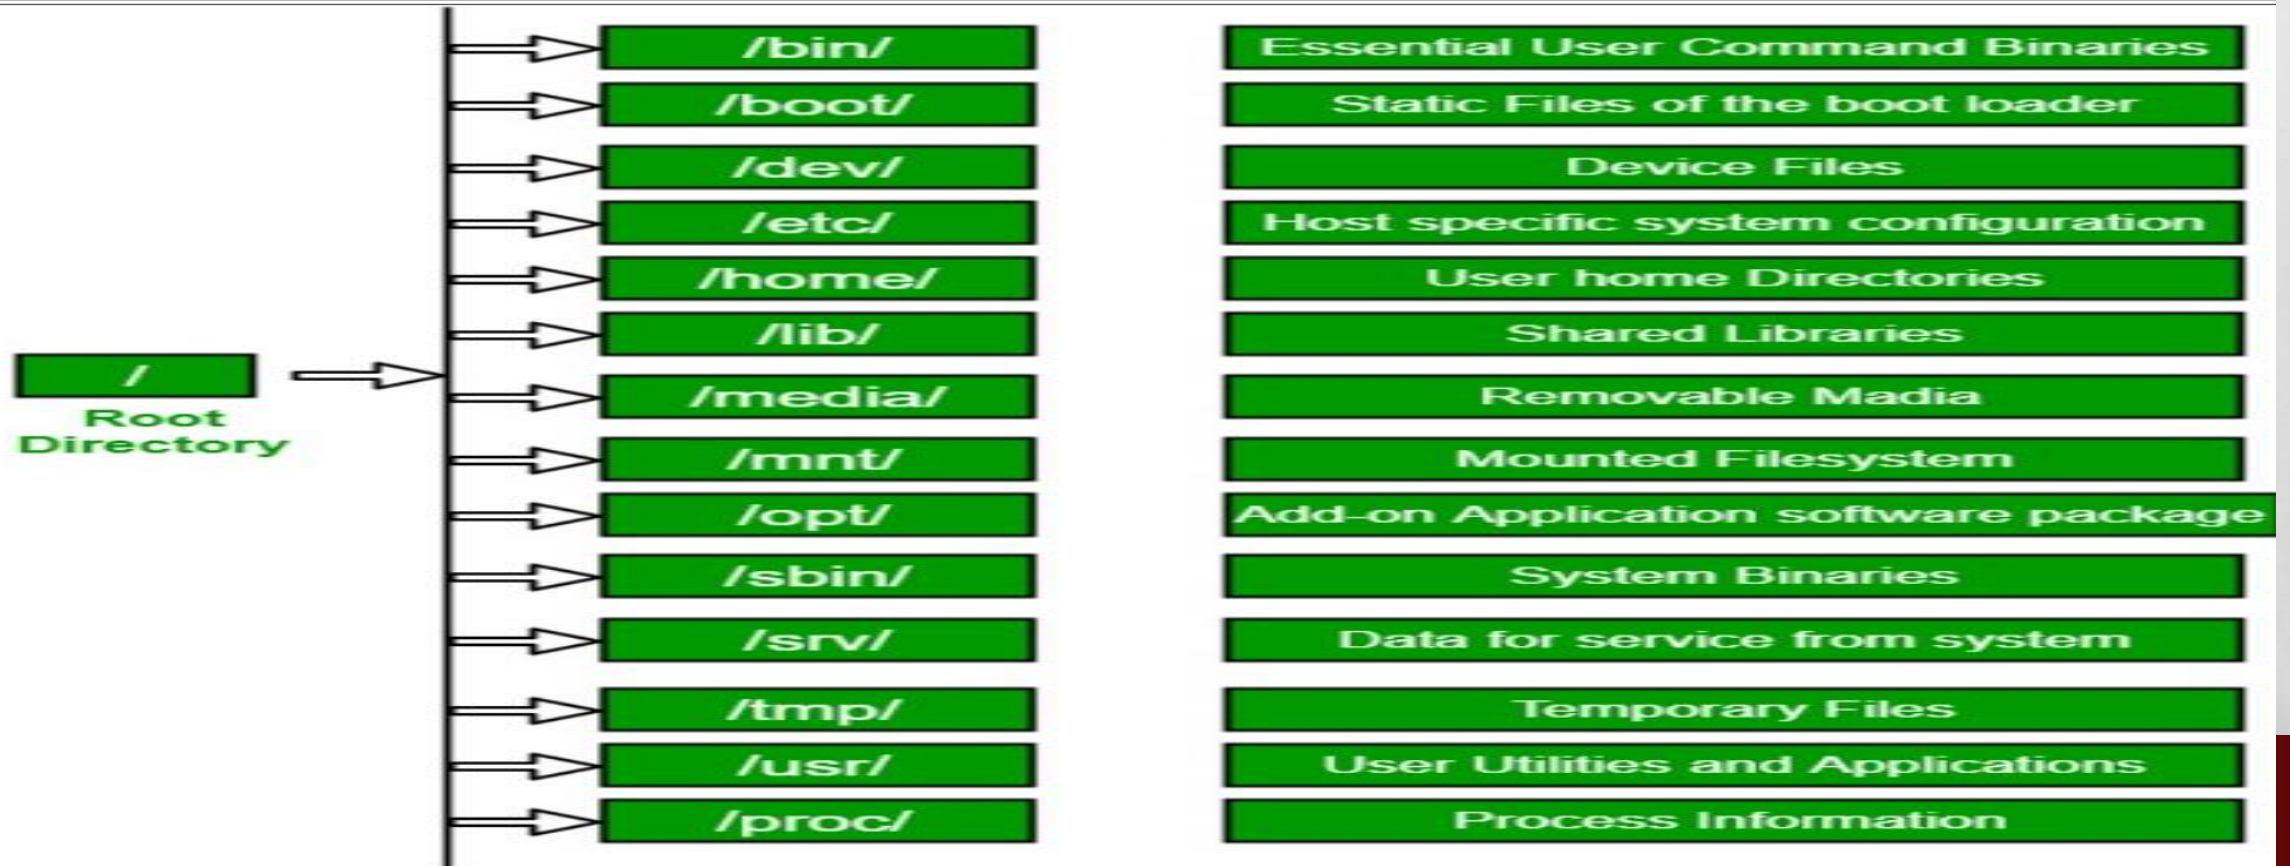 /bin/ Essential User Command Binaries
/boot/ Static Files of the boot loader
/dev/ Device Files
/etc/ Host specific system configuration
/home/ User home Directories
/lib/ Shared Libraries
/
Root
Directory
/media/ Removable Madia
/mnt/ Mounted Filesystem
/opt/ Add-on Application software package
/sbin/ System Binaries
/srv/ Data for service from system
/tmp/ Temporary Files
/usr/ User Utilities and Applications
/proc/ Process Information